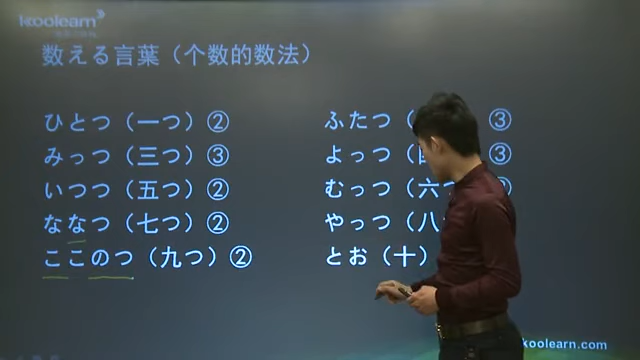 koolearn
数える言葉（个数的数法）
ひとつ（一つ）② ふたつ（ ③
みっつ（三つ）③ よっつ（ ③
いつつ（五つ）② むっつ（六つ
ななつ（七つ）② やっつ（八
ここのつ（九つ）② とお（十）
koolearn.com